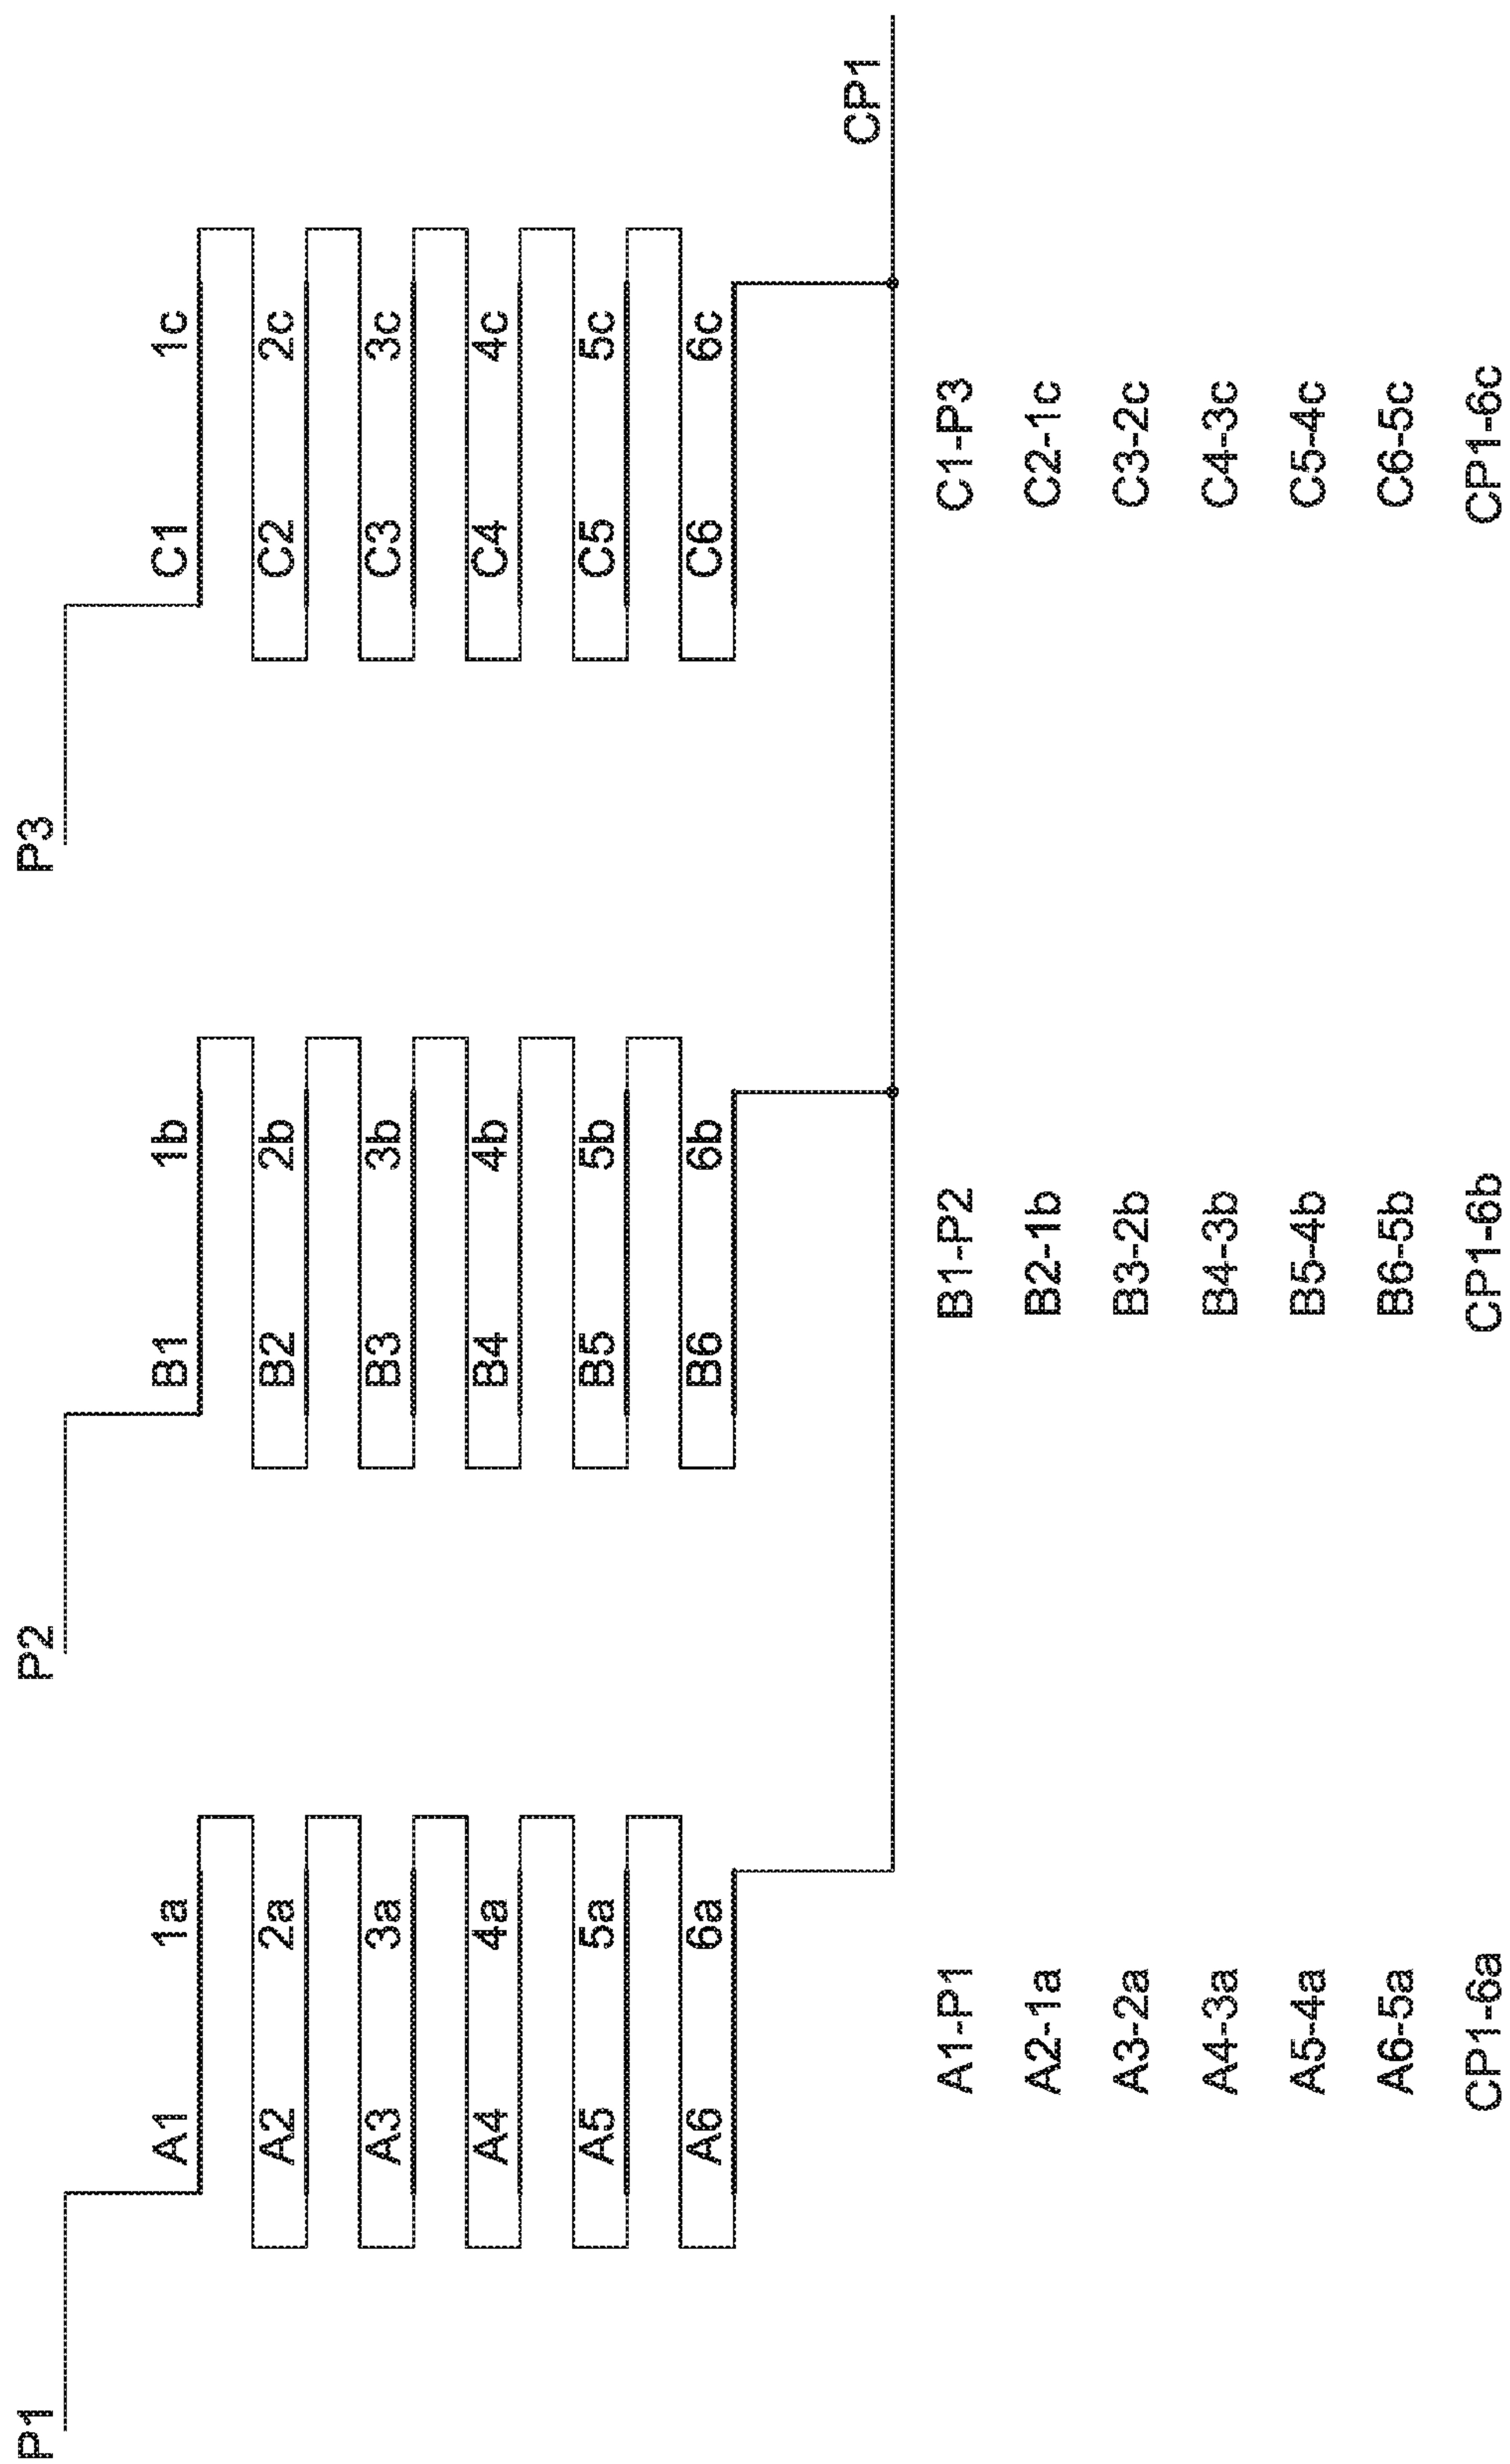 P1 P2 P3
A1 1a B1 1b C1 1c
A2 2a B2 2b C2 2c
A3 3a B3 3b C3 3c
A4 4a B4 4b C4 4c
A5 5a B5 5b C5 5c
A6 6a B6 6b C6 6c
CP1
A1-P1 B1-P2 C1-P3
A2-1a B2-1b C2-1c
A3-2a B3-2b C3-2c
A4-3a B4-3b C4-3c
A5-4a B5-4b C5-4c
A6-5a B6-5b C6-5c
CP1-6a CP1-6b CP1-6c